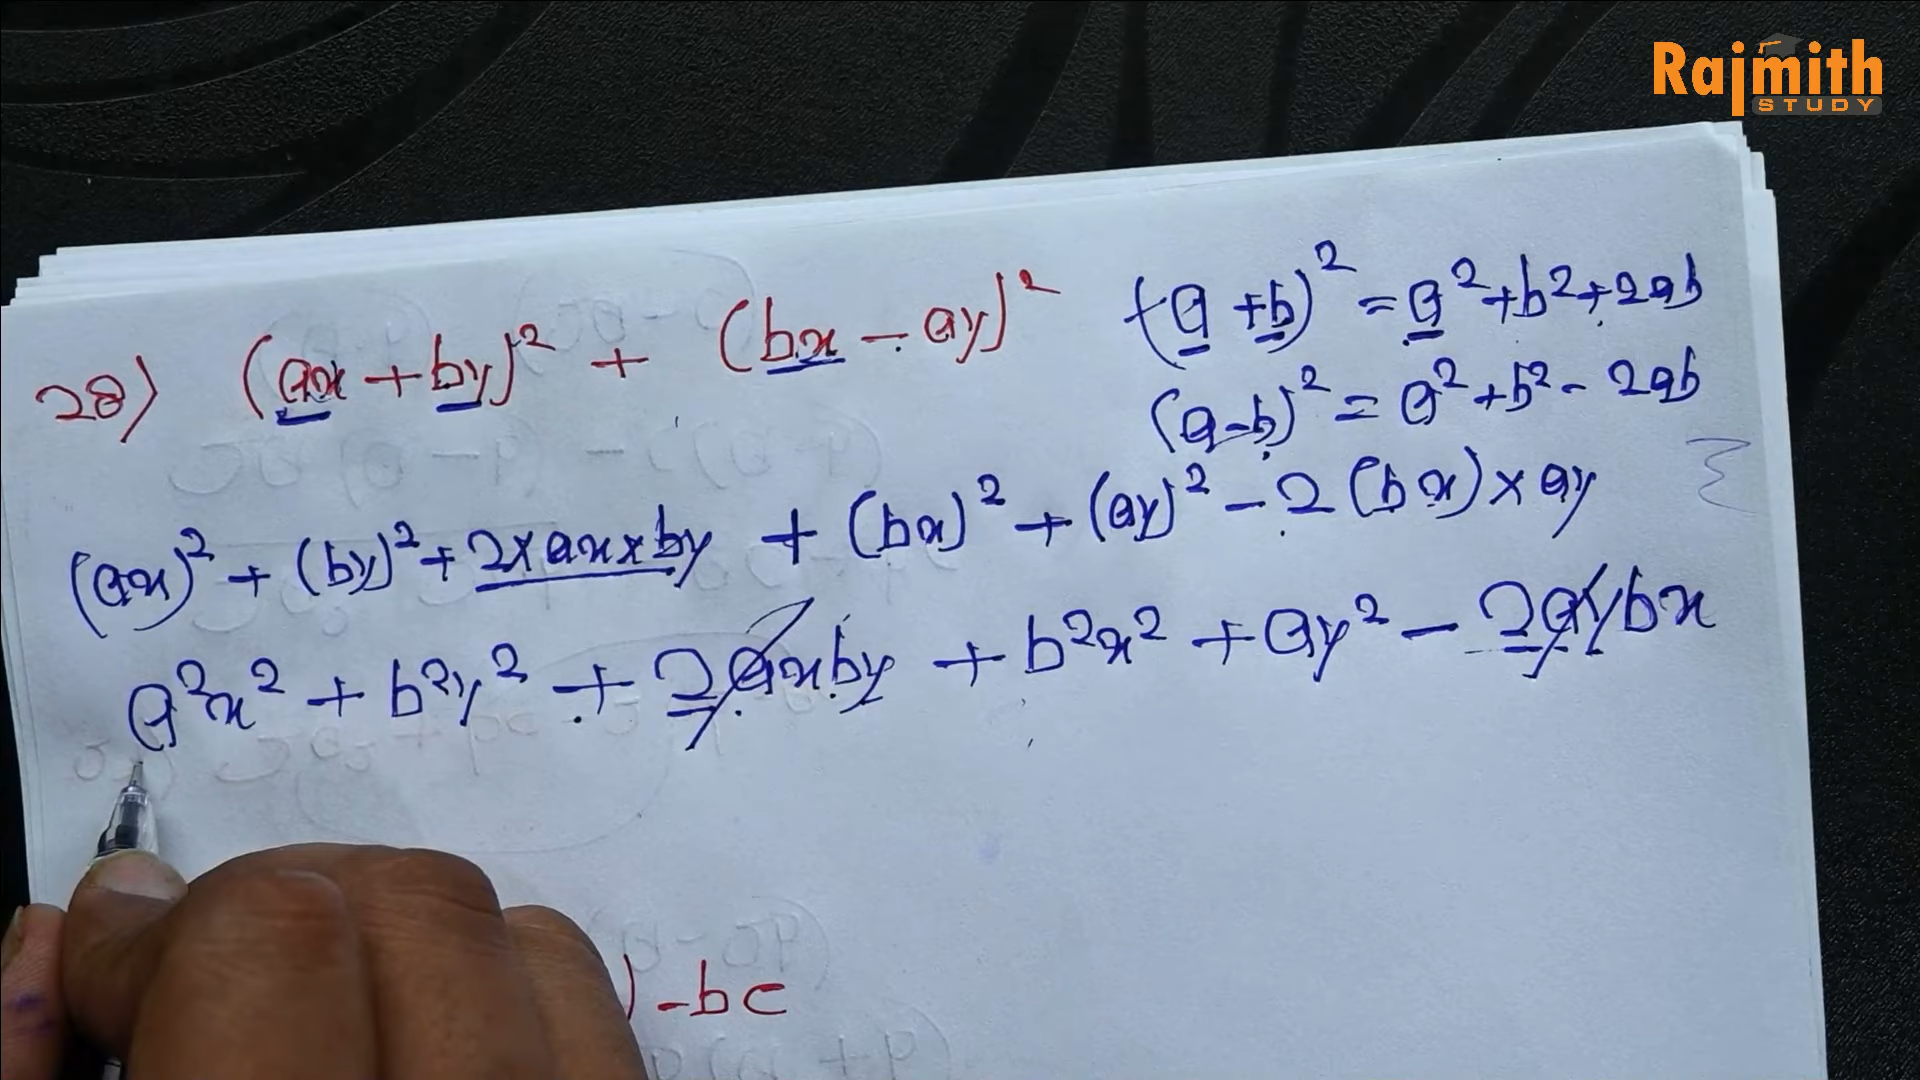 Rajmith
STUDY
28) (ax + by)² + (bx - ay)²
(a + b)² = a² + b² + 2ab
(a - b)² = a² + b² - 2ab
(ax)² + (by)² + 2 × ax × by + (bx)² + (ay)² - 2 (bx) × ay
a²x² + b²y² + 2axby + b²x² + ay² - 2aybx
) - bc